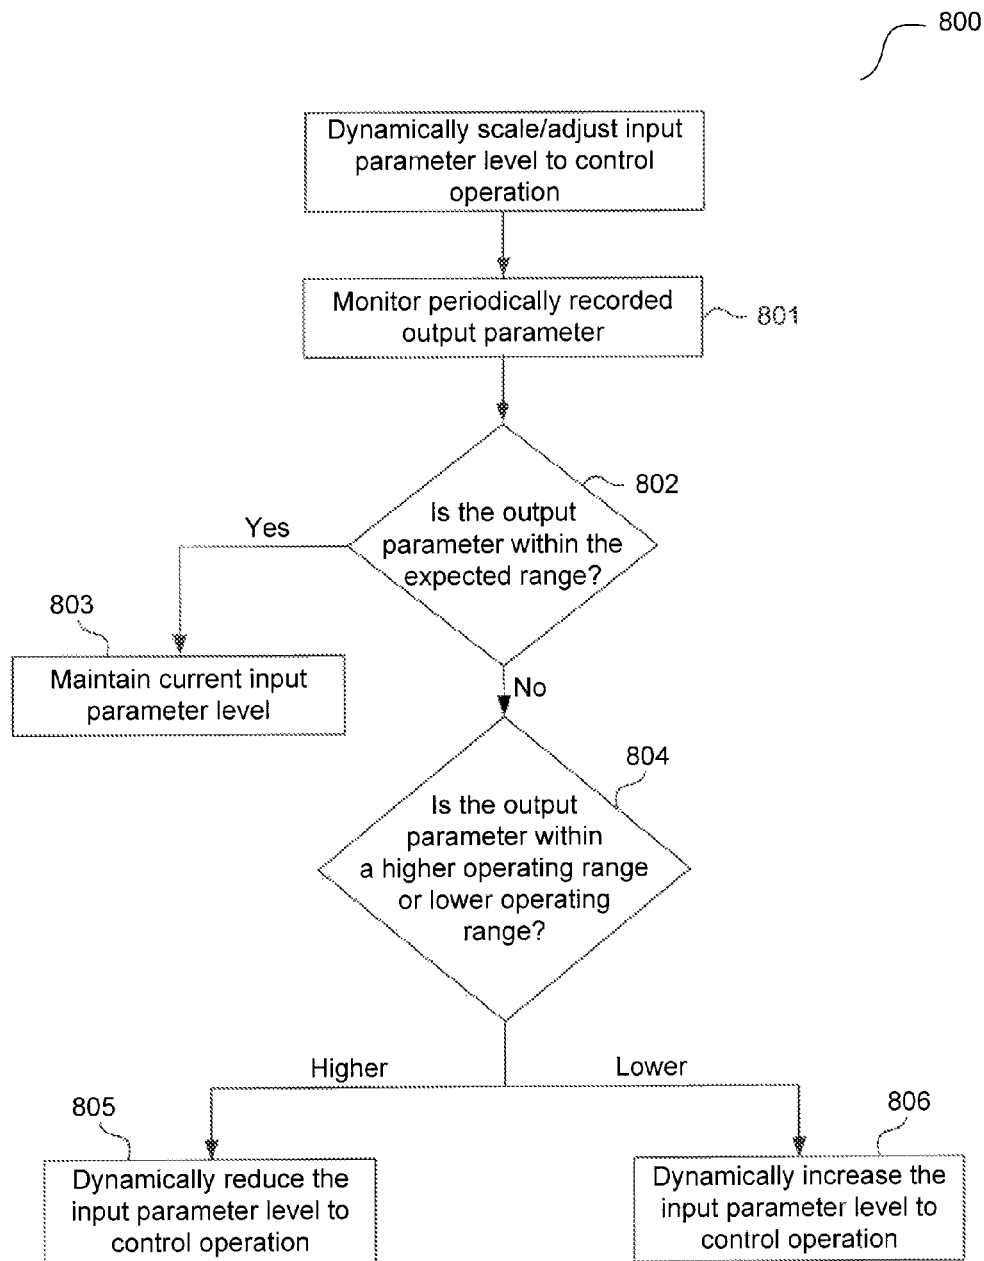 800
Dynamically scale/adjust input
parameter level to control
operation
Monitor periodically recorded
output parameter
801
802
Is the output
parameter within the
expected range?
Yes
803
Maintain current input
parameter level
No
804
Is the output
parameter within
a higher operating range
or lower operating
range?
Higher
Lower
805
806
Dynamically reduce the
input parameter level to
control operation
Dynamically increase the
input parameter level to
control operation